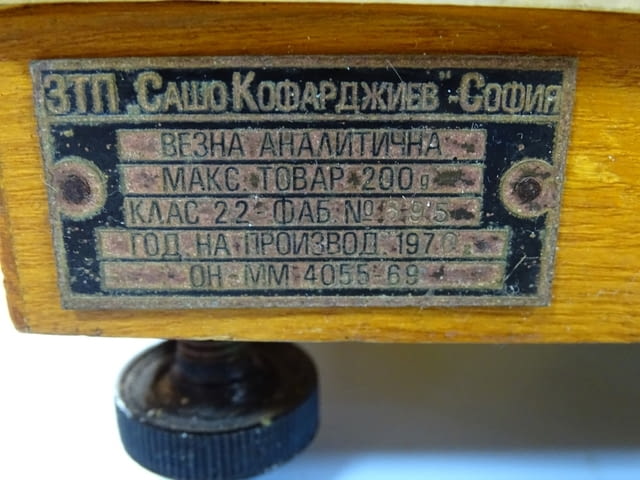 ЗТП „САШО КОФАРДЖИЕВ"-СОФИЯ
ВЕЗНА АНАЛИТИЧНА
МАКС. ТОВАР 200 g
КЛАС 22 - ФАБ. №
ГОД. НА ПРОИЗВОД.
ОН-ММ 4055-69